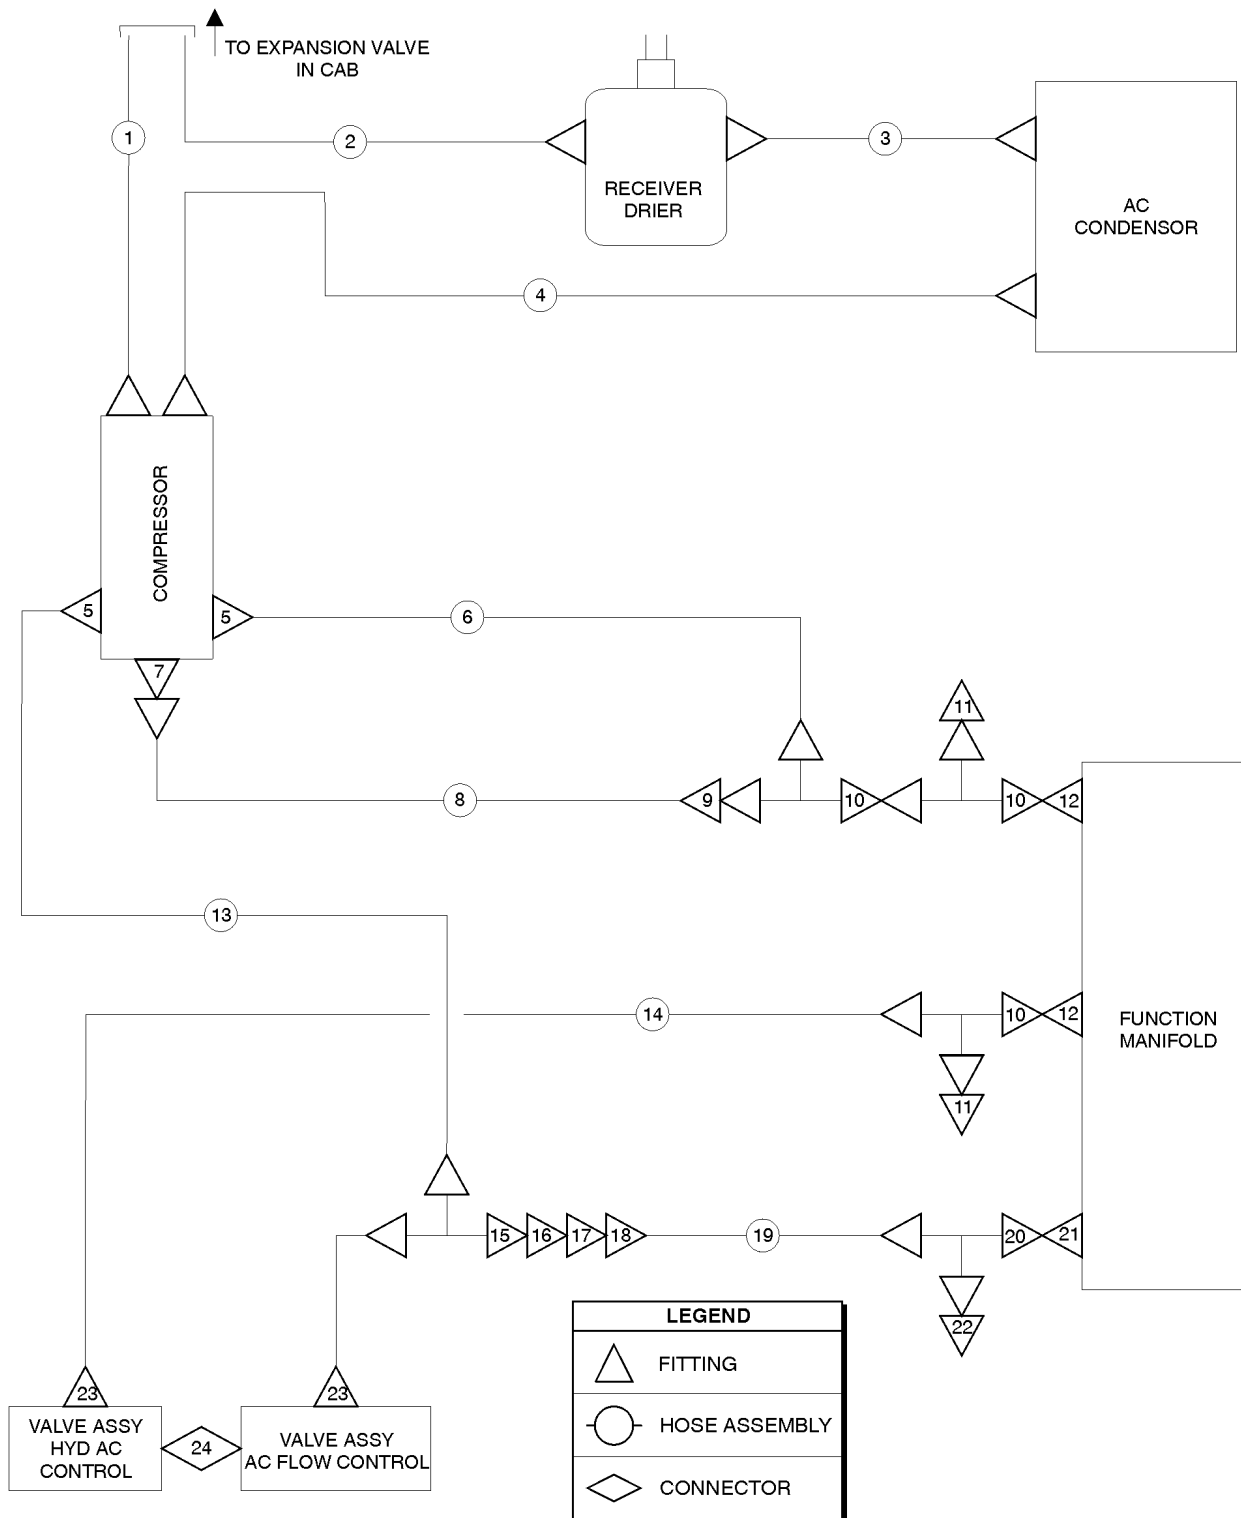 TO EXPANSION VALVE
IN CAB
1
2
3
RECEIVER
DRIER
AC
CONDENSOR
4
COMPRESSOR
5
5
6
7
11
8
9
10
10
12
13
14
10
12
FUNCTION
MANIFOLD
11
15
16
17
18
19
20
21
22
23
23
VALVE ASSY
HYD AC
CONTROL
24
VALVE ASSY
AC FLOW CONTROL
LEGEND
FITTING
HOSE ASSEMBLY
CONNECTOR